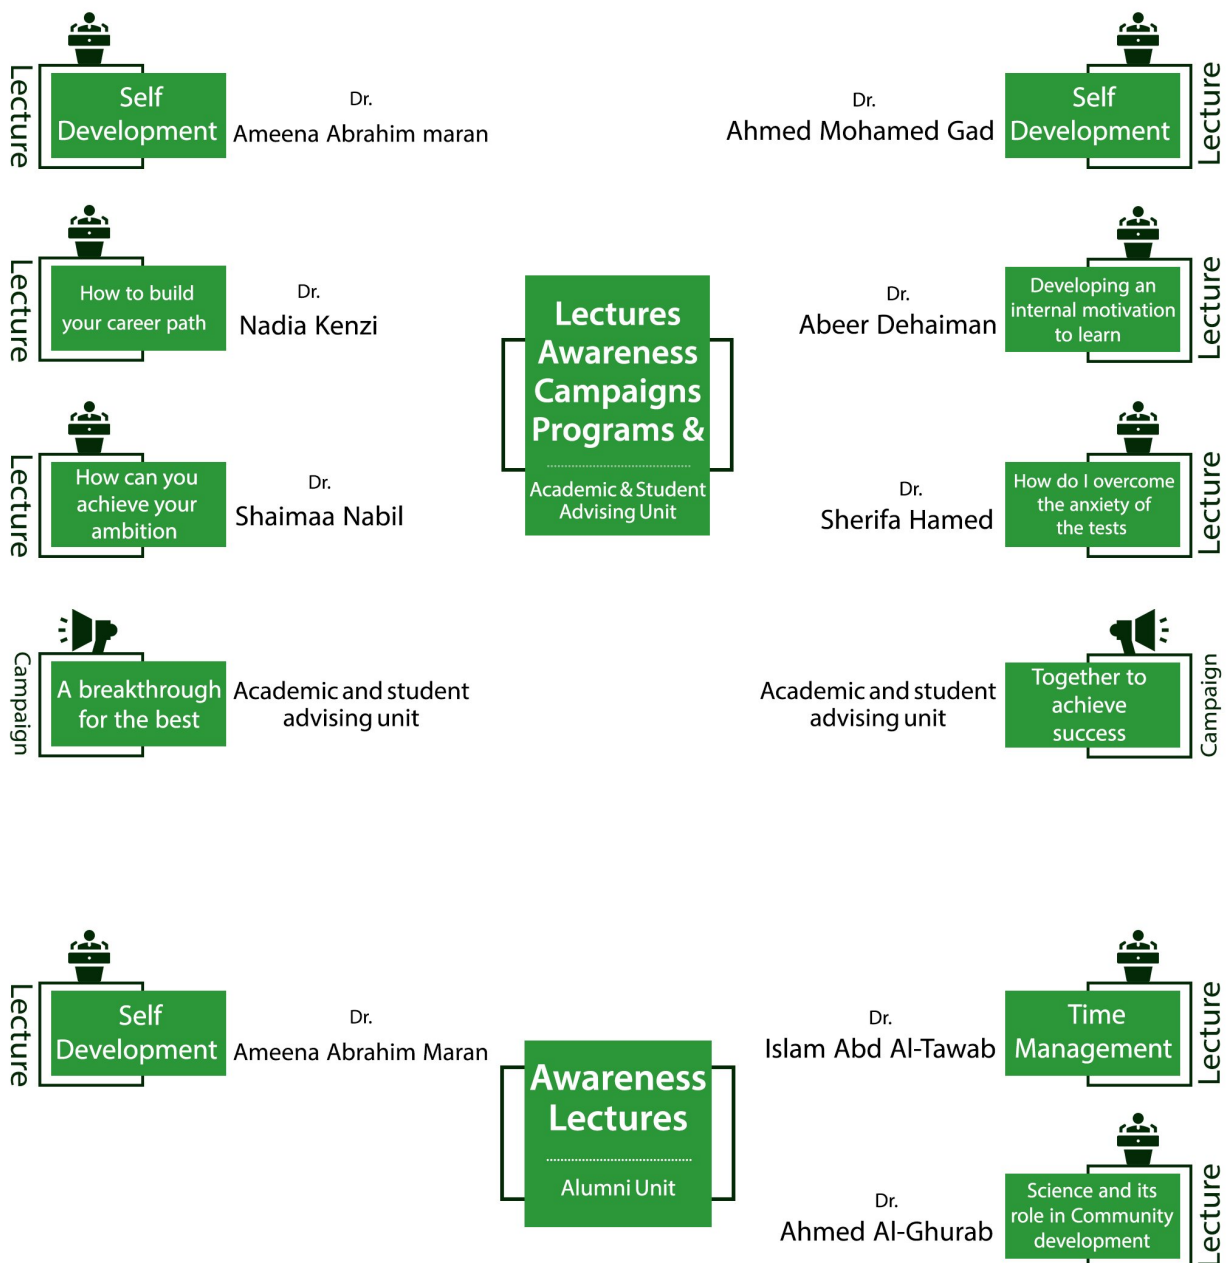 Lecture
Self
Development
Dr.
Ameena Abrahim maran
Dr.
Ahmed Mohamed Gad
Self
Development
Lecture
Lecture
How to build
your career path
Dr.
Nadia Kenzi
Dr.
Abeer Dehaiman
Developing an
internal motivation
to learn
Lecture
Lectures
Awareness
Campaigns
Programs &
Academic & Student
Advising Unit
Lecture
How can you
achieve your
ambition
Dr.
Shaimaa Nabil
Dr.
Sherifa Hamed
How do I overcome
the anxiety of
the tests
Lecture
Campaign
A breakthrough
for the best
Academic and student
advising unit
Academic and student
advising unit
Together to
achieve
success
Campaign
Lecture
Self
Development
Dr.
Ameena Abrahim Maran
Dr.
Islam Abd Al-Tawab
Time
Management
Lecture
Awareness
Lectures
Alumni Unit
Dr.
Ahmed Al-Ghurab
Science and its
role in Community
development
Lecture